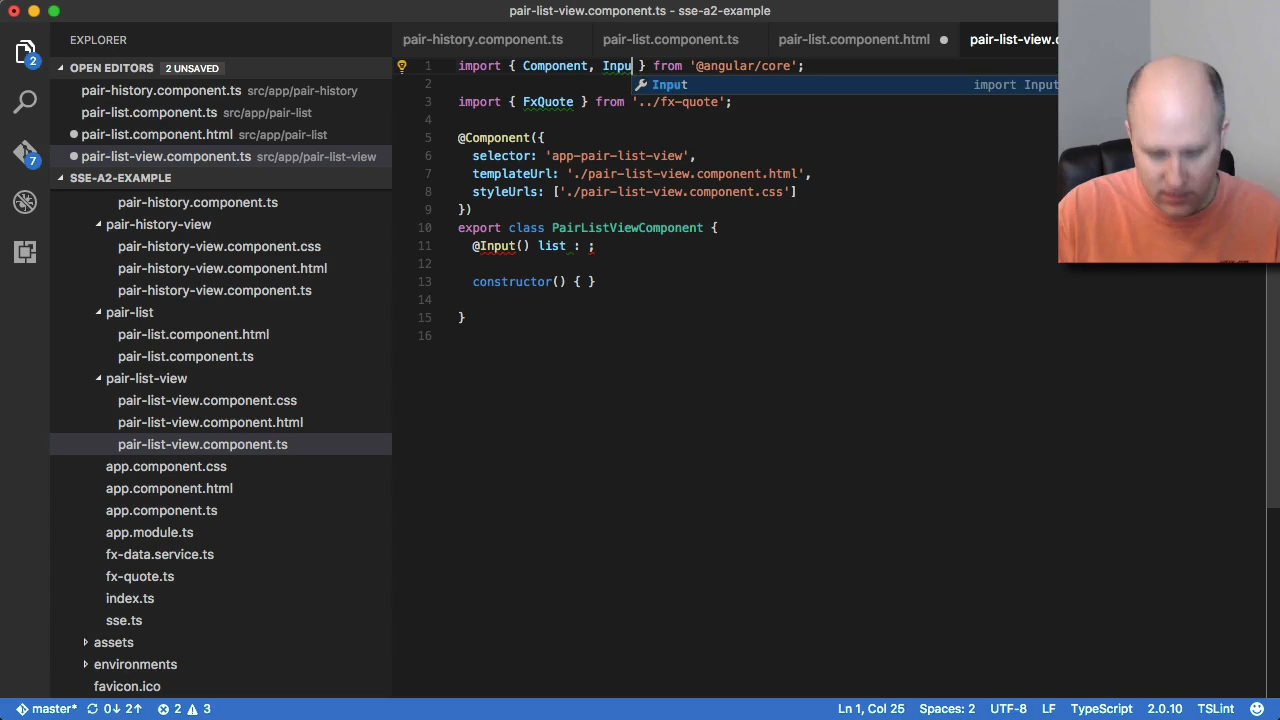 pair-list-view.component.ts - sse-a2-example
EXPLORER
OPEN EDITORS 2 UNSAVED
pair-history.component.ts src/app/pair-history
pair-list.component.ts src/app/pair-list
pair-list.component.html src/app/pair-list
pair-list-view.component.ts src/app/pair-list-view
SSE-A2-EXAMPLE
pair-history.component.ts
pair-history-view
pair-history-view.component.css
pair-history-view.component.html
pair-history-view.component.ts
pair-list
pair-list.component.html
pair-list.component.ts
pair-list-view
pair-list-view.component.css
pair-list-view.component.html
pair-list-view.component.ts
app.component.css
app.component.html
app.component.ts
app.module.ts
fx-data.service.ts
fx-quote.ts
index.ts
sse.ts
assets
environments
favicon.ico
2
7
pair-history.component.ts pair-list.component.ts pair-list.component.html pair-list-view.c
1 import { Component, Inpu } from '@angular/core';
Input import Input
2
3 import { FxQuote } from '../fx-quote';
4
5 @Component({
6 selector: 'app-pair-list-view',
7 templateUrl: './pair-list-view.component.html',
8 styleUrls: ['./pair-list-view.component.css']
9 })
10 export class PairListViewComponent {
11 @Input() list : ;
12
13 constructor() { }
14
15 }
16
master* 0↓ 2↑ 2 3 Ln 1, Col 25 Spaces: 2 UTF-8 LF TypeScript 2.0.10 TSLint